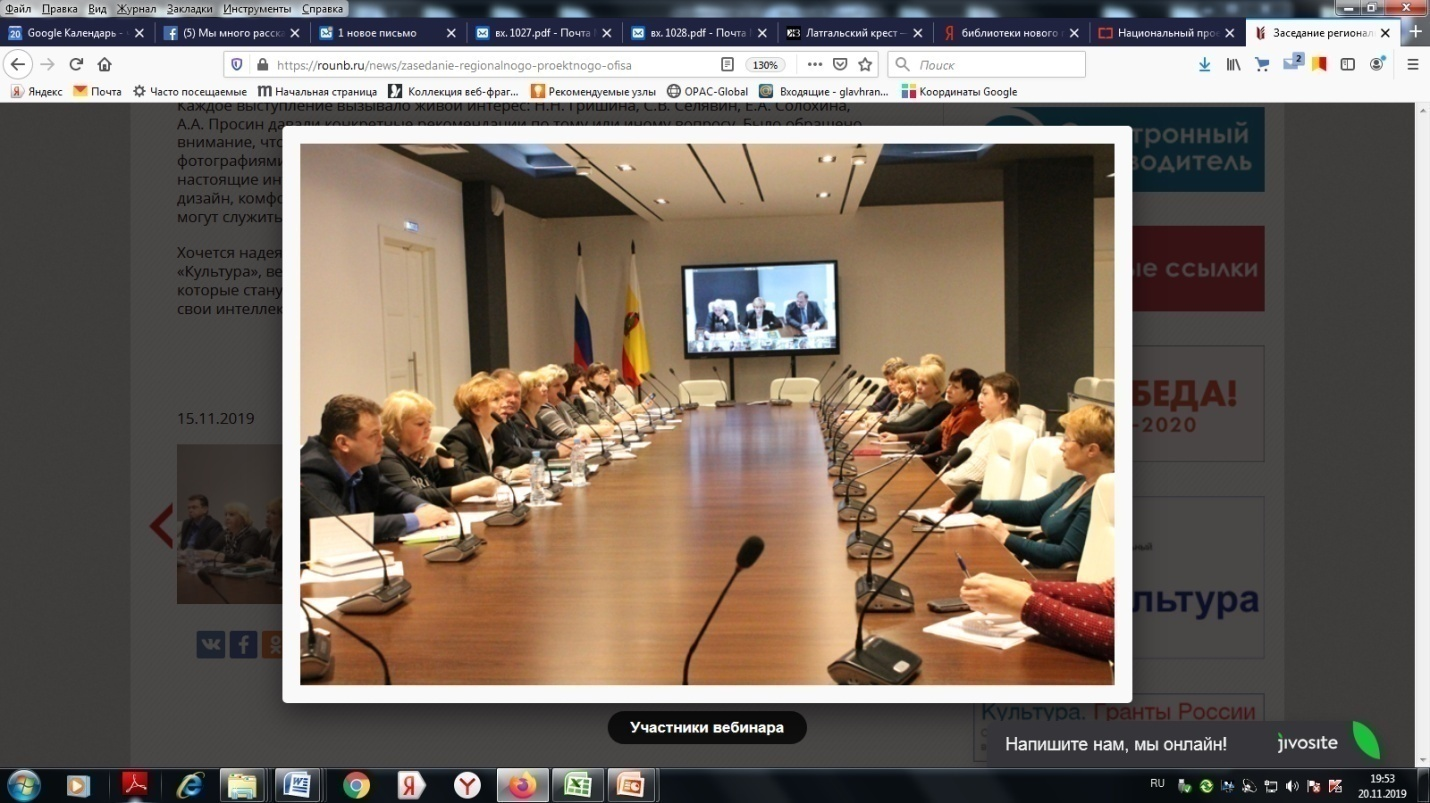 Файл Правка Вид Журнал Закладки Инструменты Справка
20 Google Календарь -
(5) Мы много расска
1 новое письмо
вх. 1027.pdf - Почта
вх. 1028.pdf - Почта
Латгальский крест —
библиотеки нового
Национальный прое
Заседание регионал
https://rounb.ru/news/zasedanie-regionalnogo-proektnogo-ofisa
130%
Поиск
2
Яндекс
Почта
Часто посещаемые
Начальная страница
Коллекция веб-фраг...
Рекомендуемые узлы
OPAC-Global
Входящие - glavhran...
Координаты Google
Каждое выступление вызывало живой интерес: Н.Н. Гришина, С.В. Селявин, Е.А. Солохина,
А.А. Просин давали конкретные рекомендации по тому или иному вопросу. Было обращено
внимание, что
фотографиями
настоящие ин
дизайн, комфо
могут служить
Хочется надея
«Культура», ве
которые стану
свои интеллек
15.11.2019
тронный
водитель
ые ссылки
БЕДА!
-2020
льтура
Культура. Гранты России
Участники вебинара
Напишите нам, мы онлайн!
jivosite
RU
19:53
20.11.2019